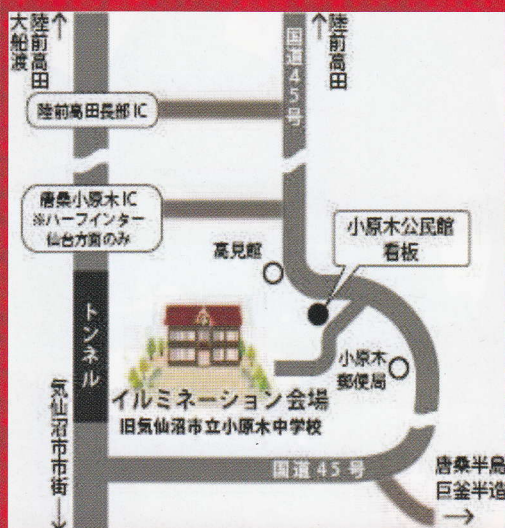 大船渡
陸前高田
国道45号
陸前高田
陸前高田長部IC
唐桑小原木IC
※ハーフインター
仙台方面のみ
高見館
小原木公民館
看板
トンネル
小原木
郵便局
イルミネーション会場
旧気仙沼市立小原木中学校
気仙沼市市街
国道45号
唐桑半島
巨釜半造